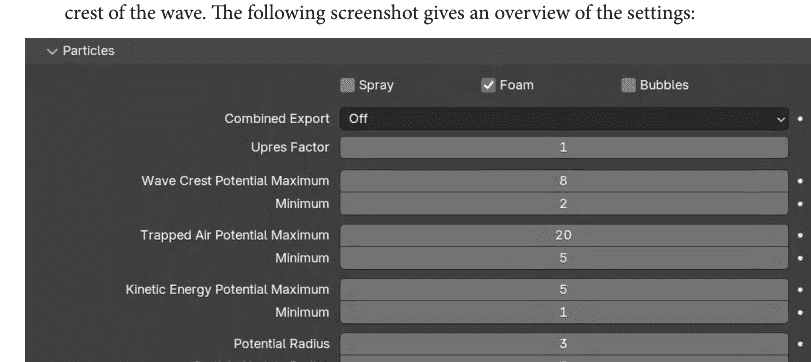 crest of the wave. The following screenshot gives an overview of the settings:
Particles
Spray Foam Bubbles
Combined Export Off
Upres Factor 1
Wave Crest Potential Maximum 8
Minimum 2
Trapped Air Potential Maximum 20
Minimum 5
Kinetic Energy Potential Maximum 5
Minimum 1
Potential Radius 3